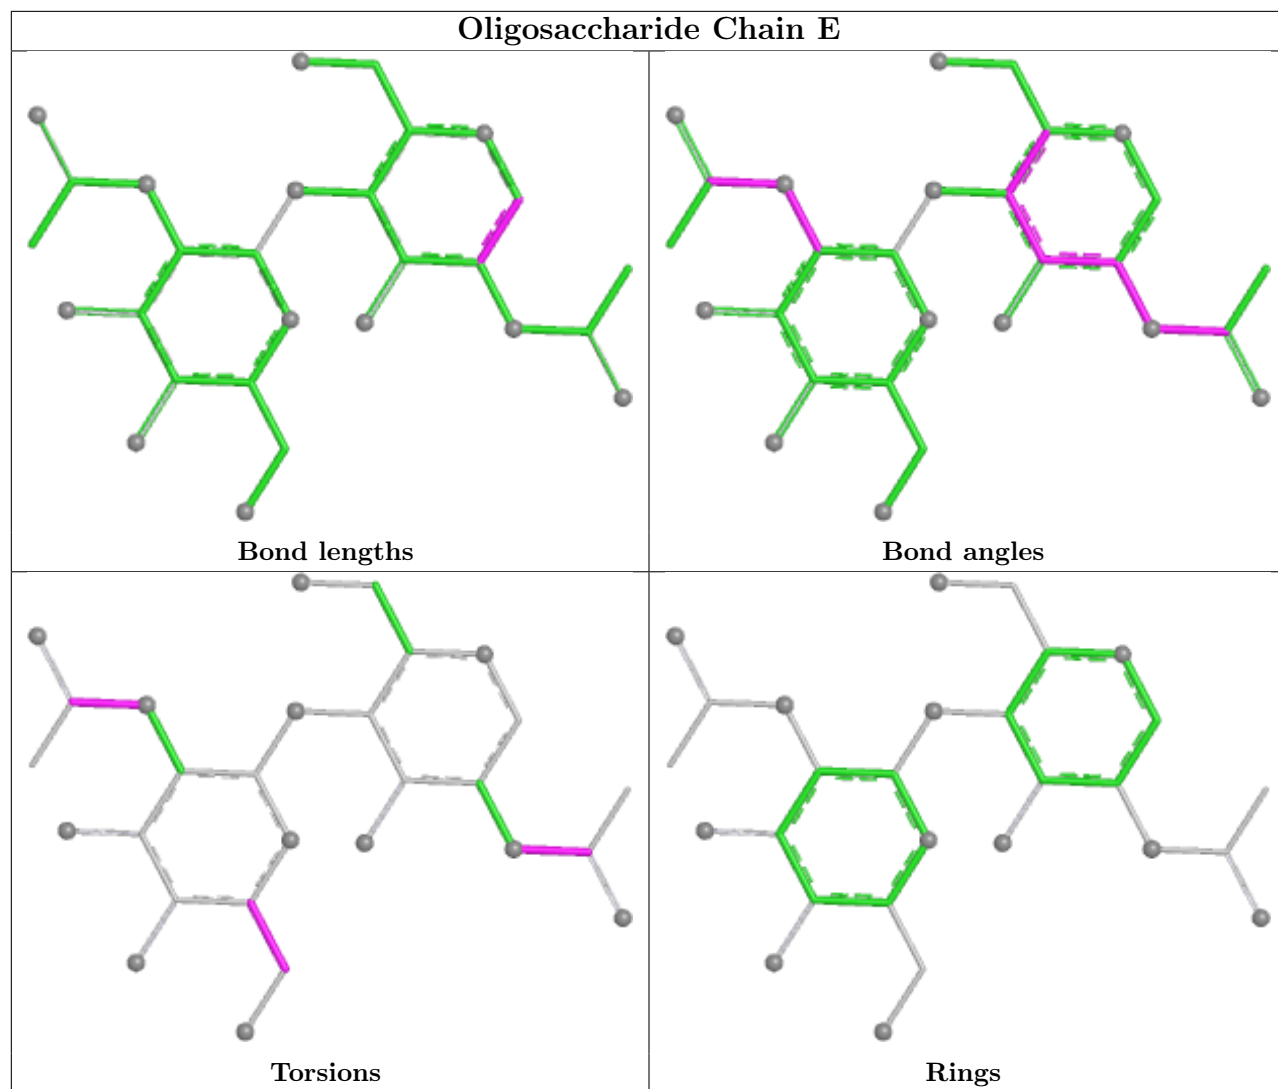 Oligosaccharide Chain E
Bond lengths
Bond angles
Torsions
Rings